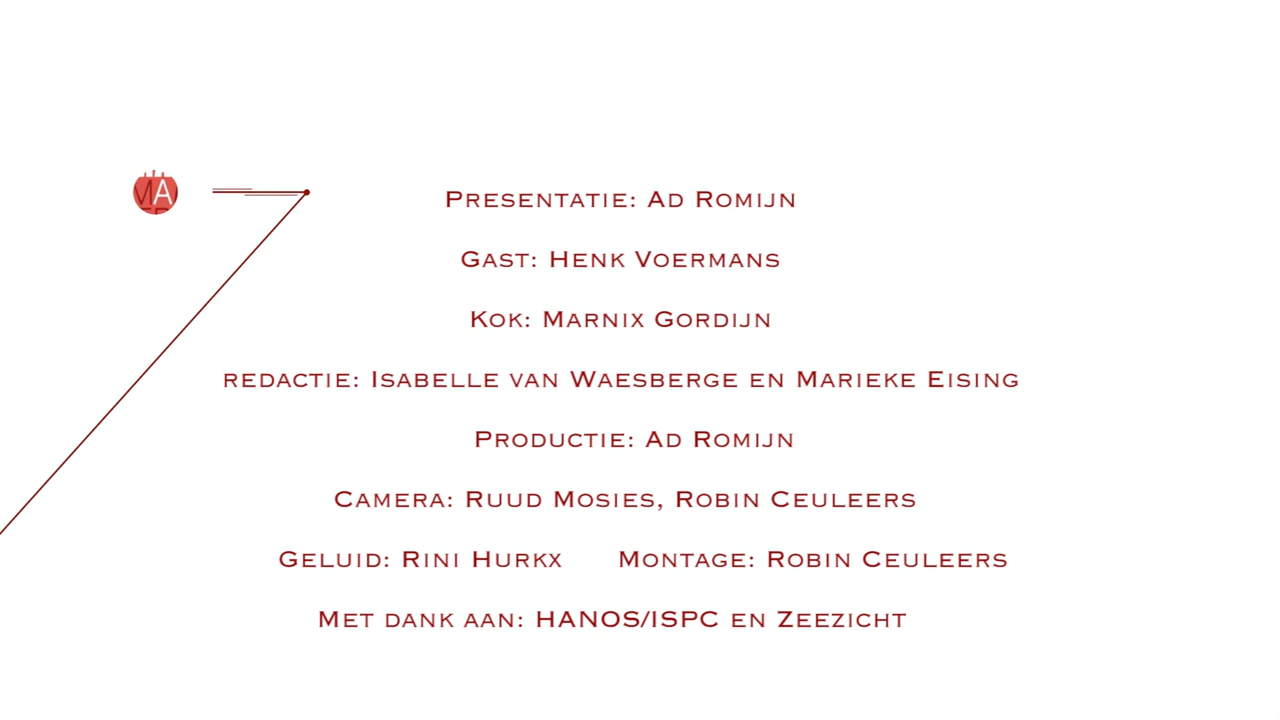 MA
Presentatie: Ad Romijn
Gast: Henk Voermans
Kok: Marnix Gordijn
redactie: Isabelle van Waesberge en Marieke Eising
Productie: Ad Romijn
Camera: Ruud Mosies, Robin Ceuleers
Geluid: Rini Hurkx Montage: Robin Ceuleers
Met dank aan: HANOS/ISPC en Zeezicht